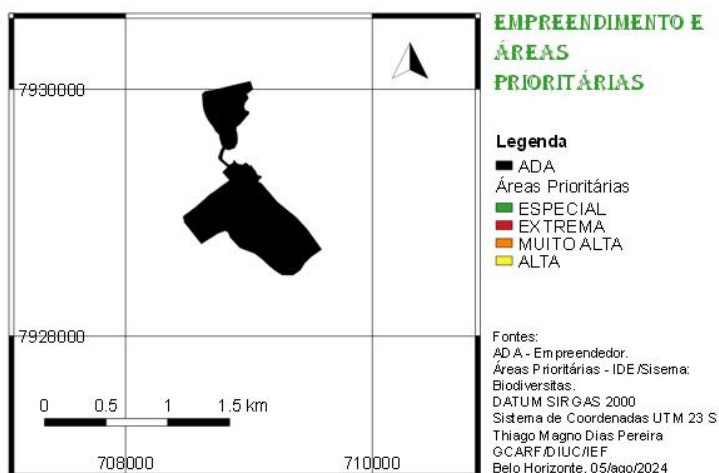 EMPREENDIMENTO E
ÁREAS
PRIORITÁRIAS
7930000
Legenda
ADA
Áreas Prioritárias
ESPECIAL
EXTREMA
MUITO ALTA
ALTA
7928000
Fontes:
ADA - Empreendedor.
Áreas Prioritárias - IDE/Sisema:
Biodiversitas.
DATUM SIRGAS 2000
Sistema de Coordenadas UTM 23 S
Thiago Magno Dias Pereira
GCARF/DIUC/IEF
Belo Horizonte, 05/ago/2024
0 0.5 1 1.5 km
708000 710000